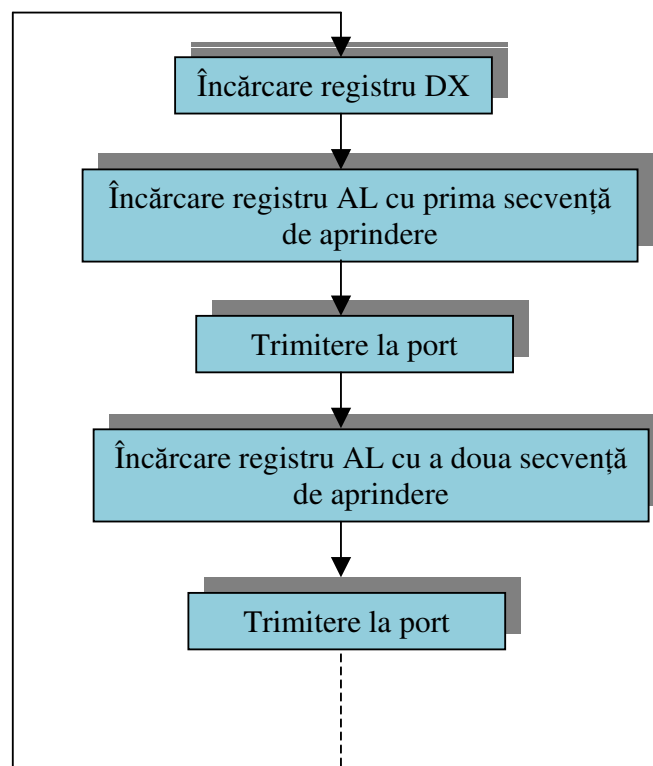 Încărcare registru DX
Încărcare registru AL cu prima secvență
de aprindere
Trimitere la port
Încărcare registru AL cu a doua secvență
de aprindere
Trimitere la port